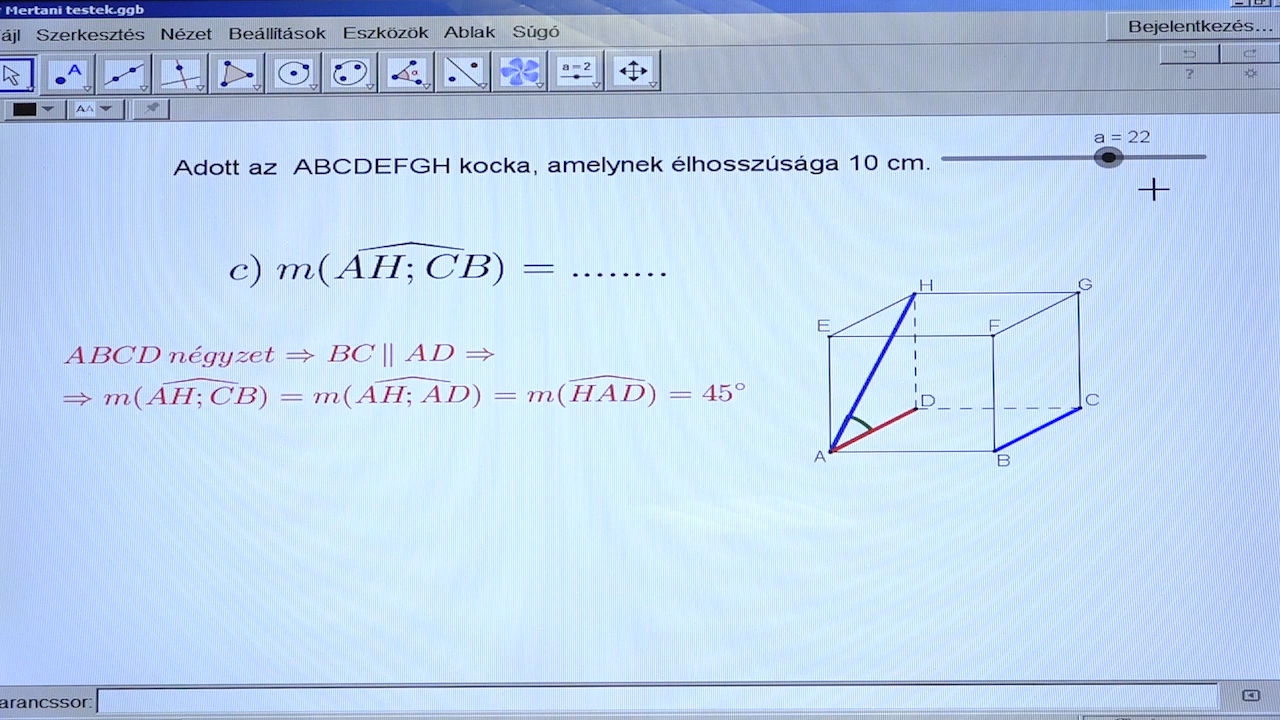 Mertani testek.ggb
ájl Szerkesztés Nézet Beállítások Eszközök Ablak Súgó
Bejelentkezés...
A
α
a = 2
?
AA
a = 22
Adott az ABCDEFGH kocka, amelynek élhosszúsága 10 cm.
c) m(AH; CB) = ........
ABCD négyzet ⇒ BC ∥ AD ⇒
⇒ m(AH; CB) = m(AH; AD) = m(HAD) = 45°
H
G
E
F
D
C
A
B
arancssor: